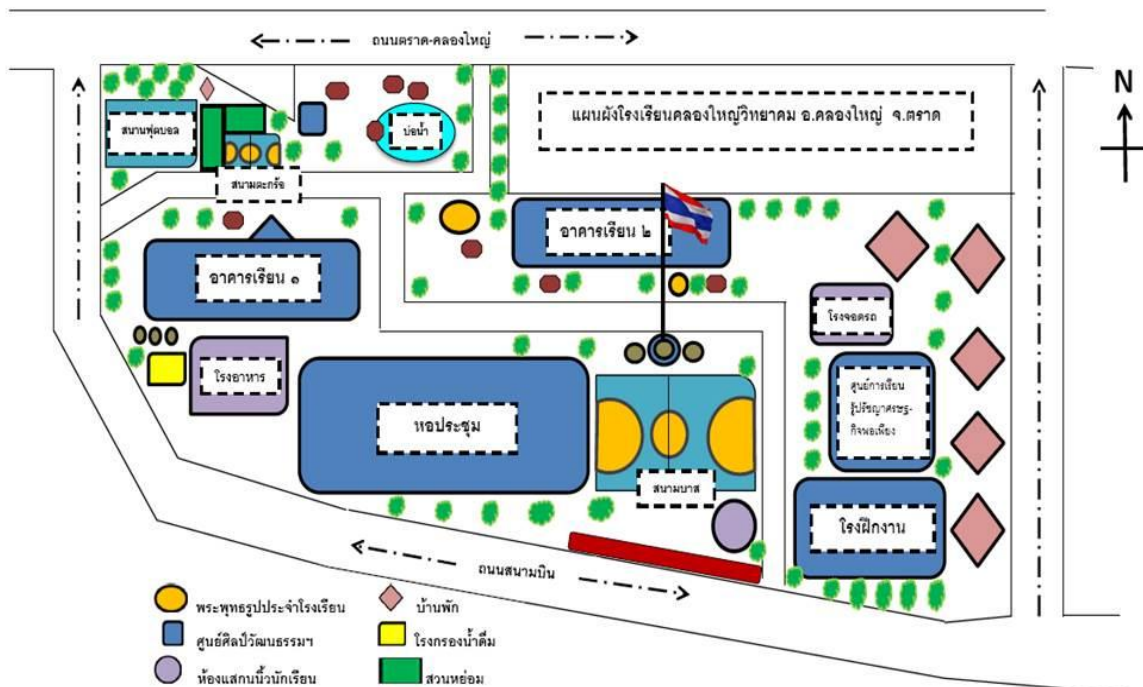 ถนนตราด-คลองใหญ่
N
แผนผังโรงเรียนคลองใหญ่วิทยาคม อ.คลองใหญ่ จ.ตราด
สนานฟุตบอล
บ่อน้ำ
สนามตะกร้อ
อาคารเรียน ๒
อาคารเรียน ๑
โรงจอดรถ
โรงอาหาร
ศูนย์การเรียน
รู้ปรัชญาเศรษฐ-
กิจพอเพียง
หอประชุม
สนามบาส
โรงฝึกงาน
ถนนสนามบิน
พระพุทธรูปประจำโรงเรียน
บ้านพัก
ศูนย์ศิลป์วัฒนธรรมฯ
โรงกรองน้ำดื่ม
ห้องแสกนนิ้วนักเรียน
สวนหย่อม